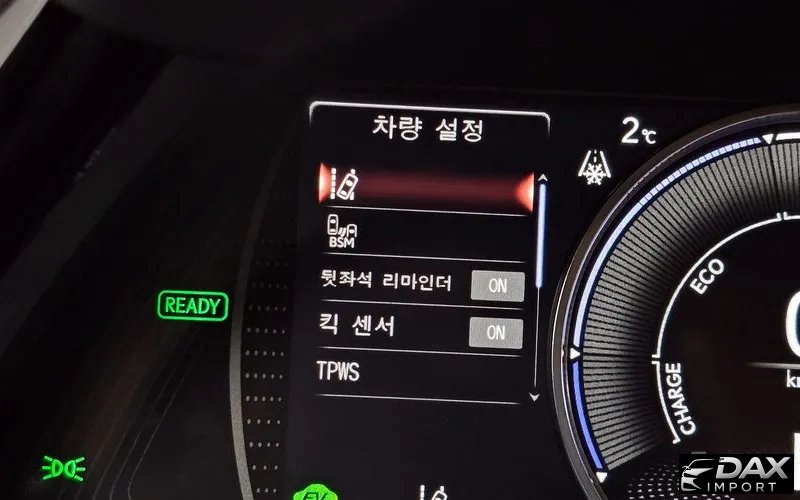 차량 설정
2℃
BSM
뒷좌석 리마인더 ON
킥 센서 ON
TPWS
READY
ECO
CHARGE
EV
DAX
IMPORT